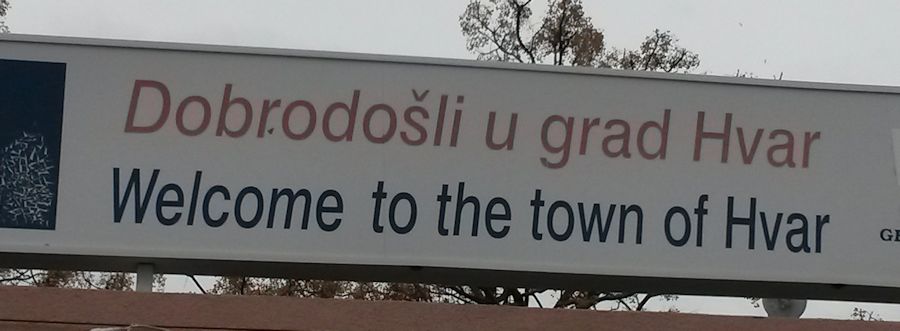 Dobrodošli u grad Hvar
Welcome to the town of Hvar